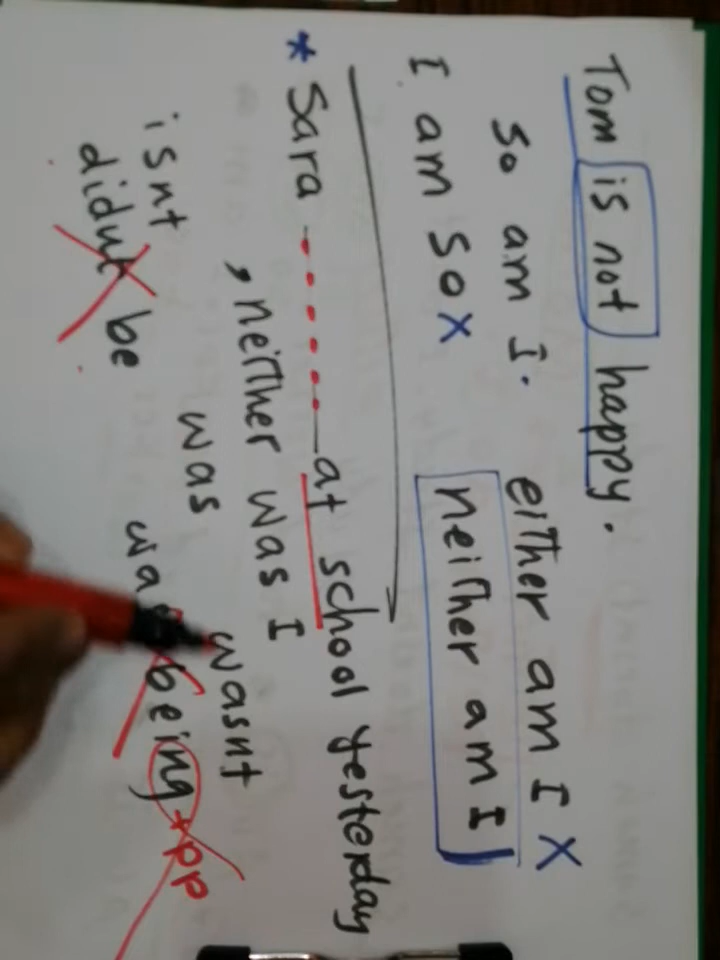 Tom is not happy.
so am I. either am I X
I am so X neither am I
* Sara ...... at school yesterday
, neither was I
was wasnt
isnt was being + pp
didnt be